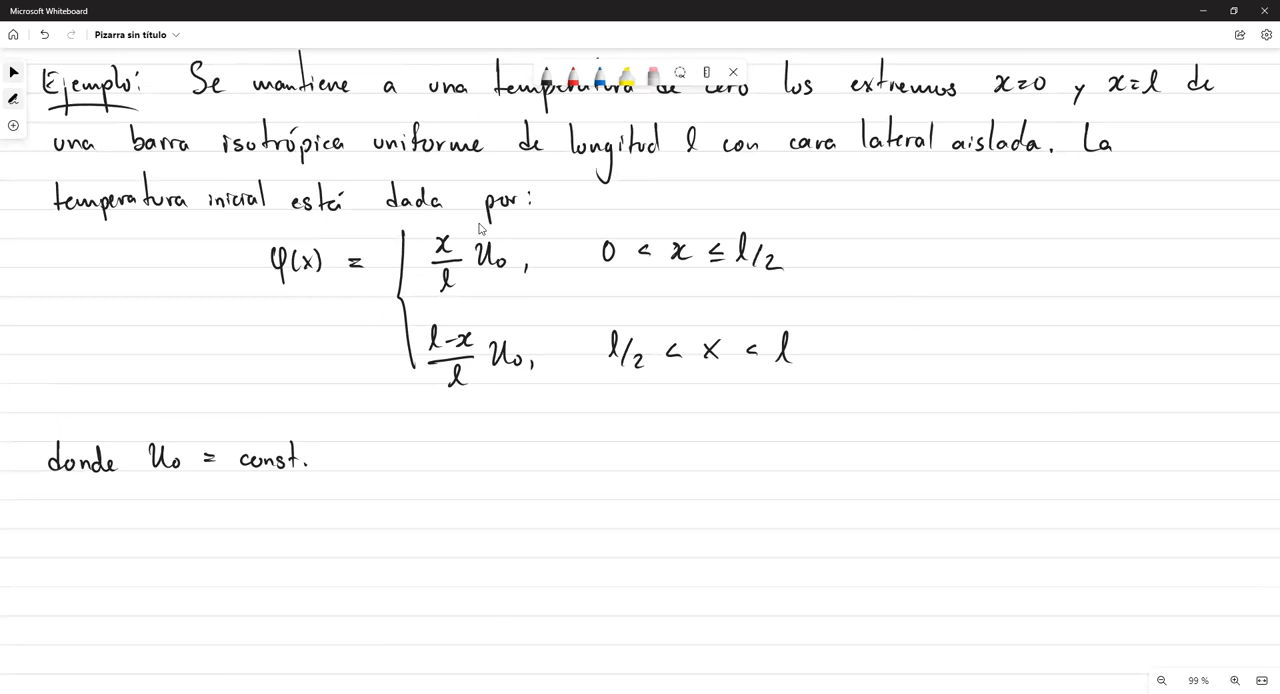 Microsoft Whiteboard
Pizarra sin título
Ejemplo: Se mantiene a una temperatura de cero los extremos x=0 y x=l de
una barra isotrópica uniforme de longitud l con cara lateral aislada. La
temperatura inicial está dada por:
φ(x) = { x/l u₀, 0 < x ≤ l/2
l-x/l u₀, l/2 < x < l
donde u₀ = const.
99 %